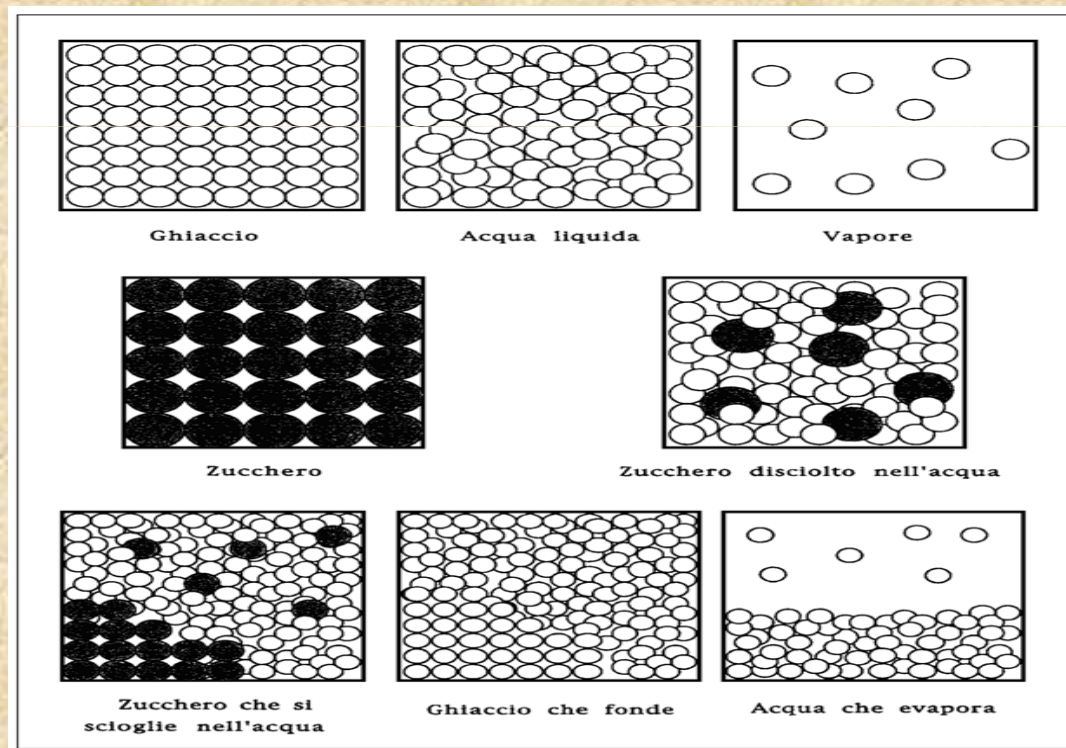 Ghiaccio
Acqua liquida
Vapore
Zucchero
Zucchero disciolto nell'acqua
Zucchero che si
scioglie nell'acqua
Ghiaccio che fonde
Acqua che evapora